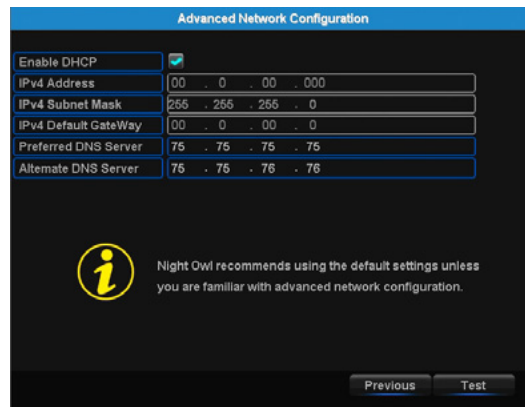 Advanced Network Configuration
Enable DHCP
IPv4 Address 00 . 0 . 00 . 000
IPv4 Subnet Mask 255 . 255 . 255 . 0
IPv4 Default GateWay 00 . 0 . 00 . 0
Preferred DNS Server 75 . 75 . 75 . 75
Alternate DNS Server 75 . 75 . 76 . 76
Night Owl recommends using the default settings unless
you are familiar with advanced network configuration.
Previous Test